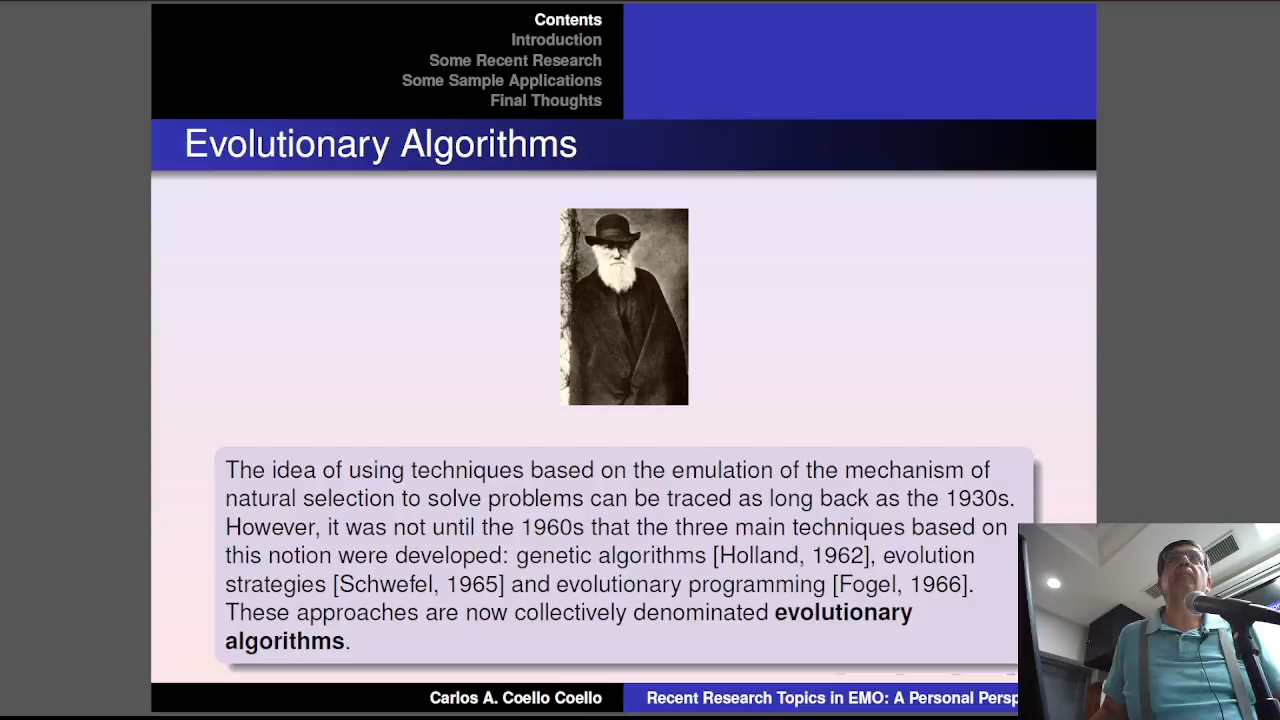 Contents
Introduction
Some Recent Research
Some Sample Applications
Final Thoughts
Evolutionary Algorithms
The idea of using techniques based on the emulation of the mechanism of
natural selection to solve problems can be traced as long back as the 1930s.
However, it was not until the 1960s that the three main techniques based on
this notion were developed: genetic algorithms [Holland, 1962], evolution
strategies [Schwefel, 1965] and evolutionary programming [Fogel, 1966].
These approaches are now collectively denominated evolutionary
algorithms.
Carlos A. Coello Coello
Recent Research Topics in EMO: A Personal Persp